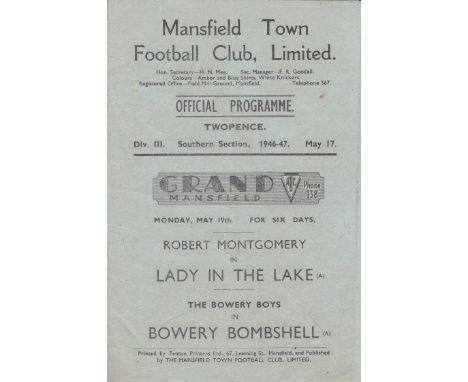 Mansfield Town
Football Club, Limited.
Hon. Secretary—H. N. Mee. Sec. Manager—F. R. Goodall.
Colours—Amber and Blue Shirts, White Knickers.
Registered Office—Field Mill Ground, Mansfield. Telephone 567.
OFFICIAL PROGRAMME.
TWOPENCE.
Div. III. Southern Section, 1946-47. May 17.
GRAND
MANSFIELD
Phone
138
MONDAY, MAY 19th. FOR SIX DAYS.
ROBERT MONTGOMERY
IN
LADY IN THE LAKE (A)
THE BOWERY BOYS
IN
BOWERY BOMBSHELL (A)
Printed by Fenton Printers, Ltd., 67, Leeming St., Mansfield, and Published
by THE MANSFIELD TOWN FOOTBALL CLUB, LIMITED.